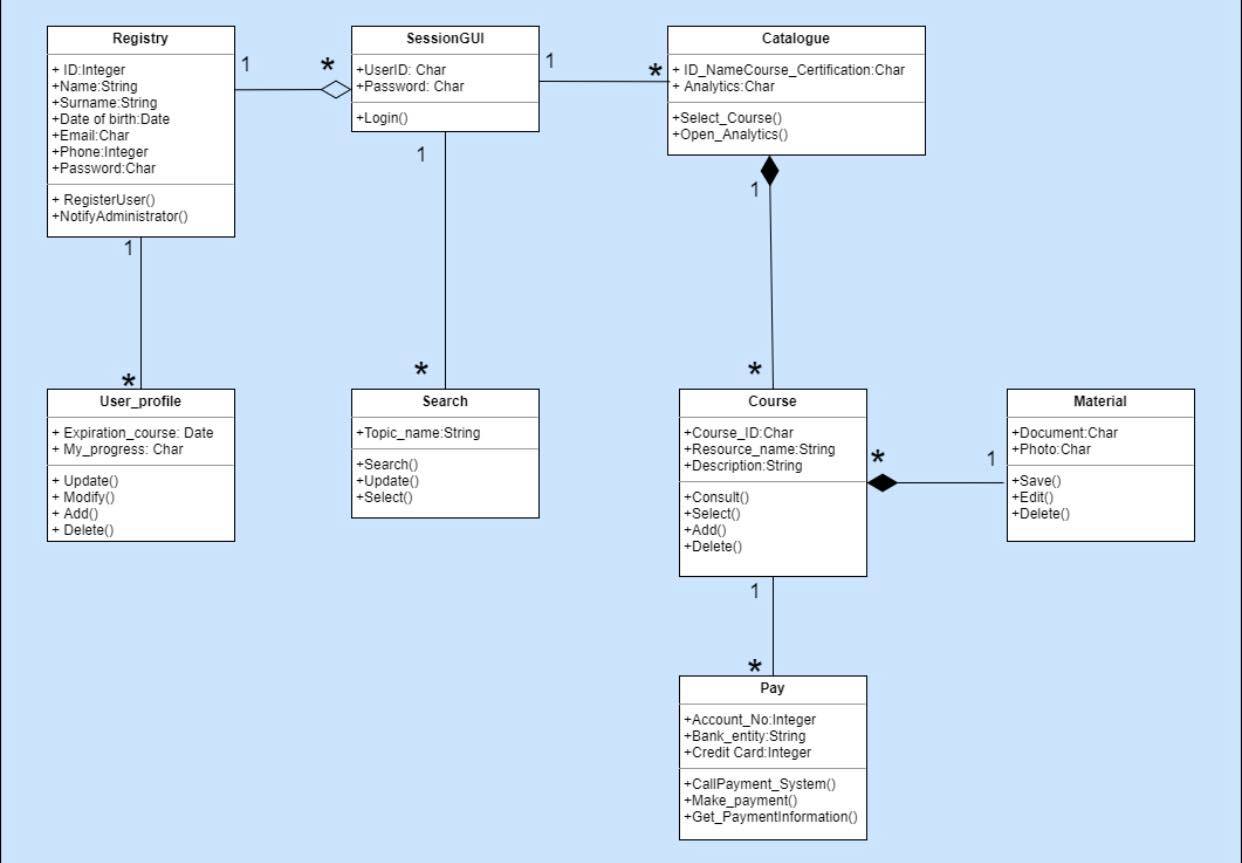 Registry
+ ID:Integer
+Name:String
+Surname:String
+Date of birth:Date
+Email:Char
+Phone:Integer
+Password:Char
+ RegisterUser()
+NotifyAdministrator()
1
*
SessionGUI
+UserID: Char
+Password: Char
+Login()
1
*
Catalogue
+ ID_NameCourse_Certification:Char
+ Analytics:Char
+Select_Course()
+Open_Analytics()
1
*
1
*
1
*
User_profile
+ Expiration_course: Date
+ My_progress: Char
+ Update()
+ Modify()
+ Add()
+ Delete()
Search
+Topic_name:String
+Search()
+Update()
+Select()
Course
+Course_ID:Char
+Resource_name:String
+Description:String
+Consult()
+Select()
+Add()
+Delete()
*
1
Material
+Document:Char
+Photo:Char
+Save()
+Edit()
+Delete()
1
*
Pay
+Account_No:Integer
+Bank_entity:String
+Credit Card:Integer
+CallPayment_System()
+Make_payment()
+Get_PaymentInformation()